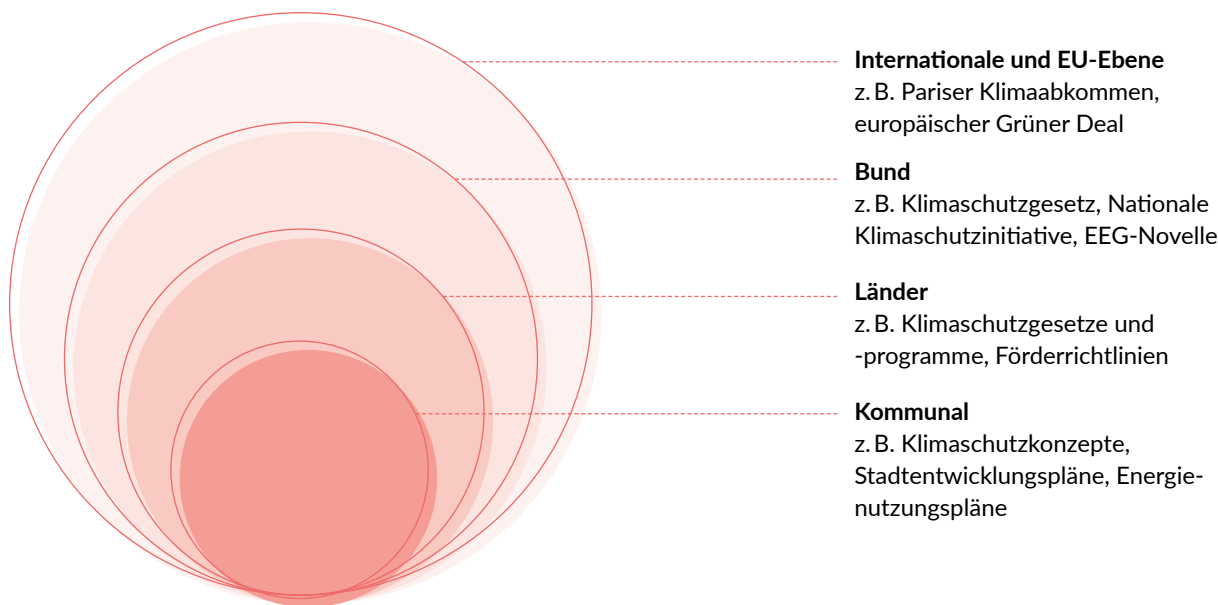 Internationale und EU-Ebene
z. B. Pariser Klimaabkommen,
europäischer Grüner Deal
Bund
z. B. Klimaschutzgesetz, Nationale
Klimaschutzinitiative, EEG-Novelle
Länder
z. B. Klimaschutzgesetze und
-programme, Förderrichtlinien
Kommunal
z. B. Klimaschutzkonzepte,
Stadtentwicklungspläne, Energie-
nutzungspläne